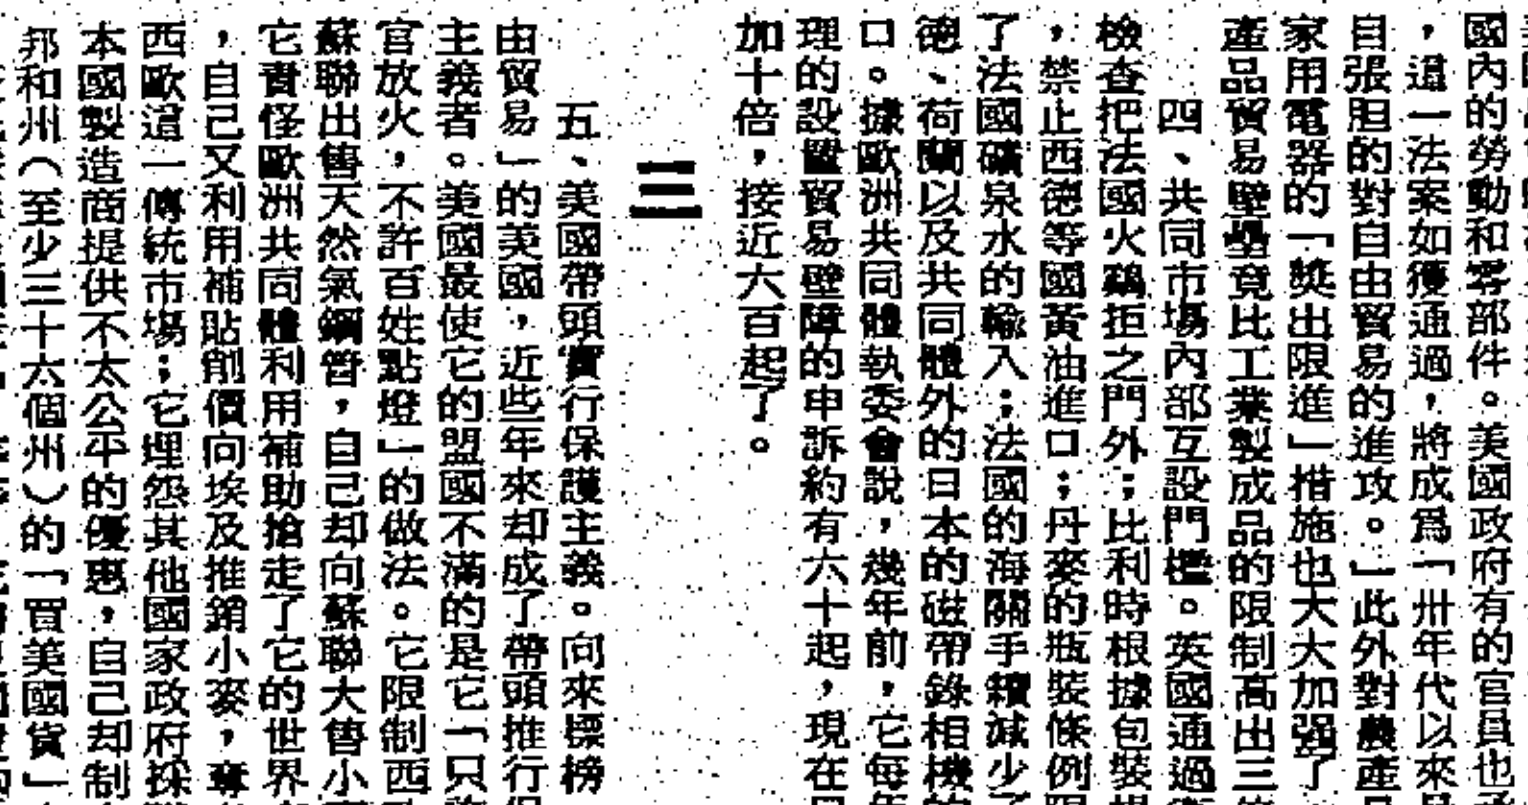 國內的勞動和零部件。美國政府有的官員也
，這一法案如獲通過，將成爲「卅年代以來
自張胆的對自由貿易的進攻。」此外對農產
家用電器的「獎出限進」措施也大大加强了
產品貿易壁壘竟比工業製成品的限制高出三
四、共同市場內部互設門檻。英國通過
檢查把法國火鷄拒之門外；比利時根據包裝
，禁止西德等國黃油進口；丹麥的瓶裝條例
了法國礦泉水的輸入；法國的海關手續減少
德、荷蘭以及共同體外的日本的磁帶錄相機
口。據歐洲共同體執委會說，幾年前，它每
理的設置貿易壁障的申訴約有六十起，現在
加十倍，接近六百起了。
三
五、美國帶頭實行保護主義。向來標榜
由貿易」的美國，近些年來却成了帶頭推行
主義者。美國最使它的盟國不滿的是它「只
官放火，不許百姓點燈」的做法。它限制西
蘇聯出售天然氣鋼管，自己却向蘇聯大售小
它責怪歐洲共同體利用補助搶走了它的世界
，自己又利用補貼削價向埃及推銷小麥，奪
西歐這一傳統市場；它埋怨其他國家政府採
本國製造商提供不太公平的優惠，自己却制
邦和州（至少三十六個州）的「買美國貨」